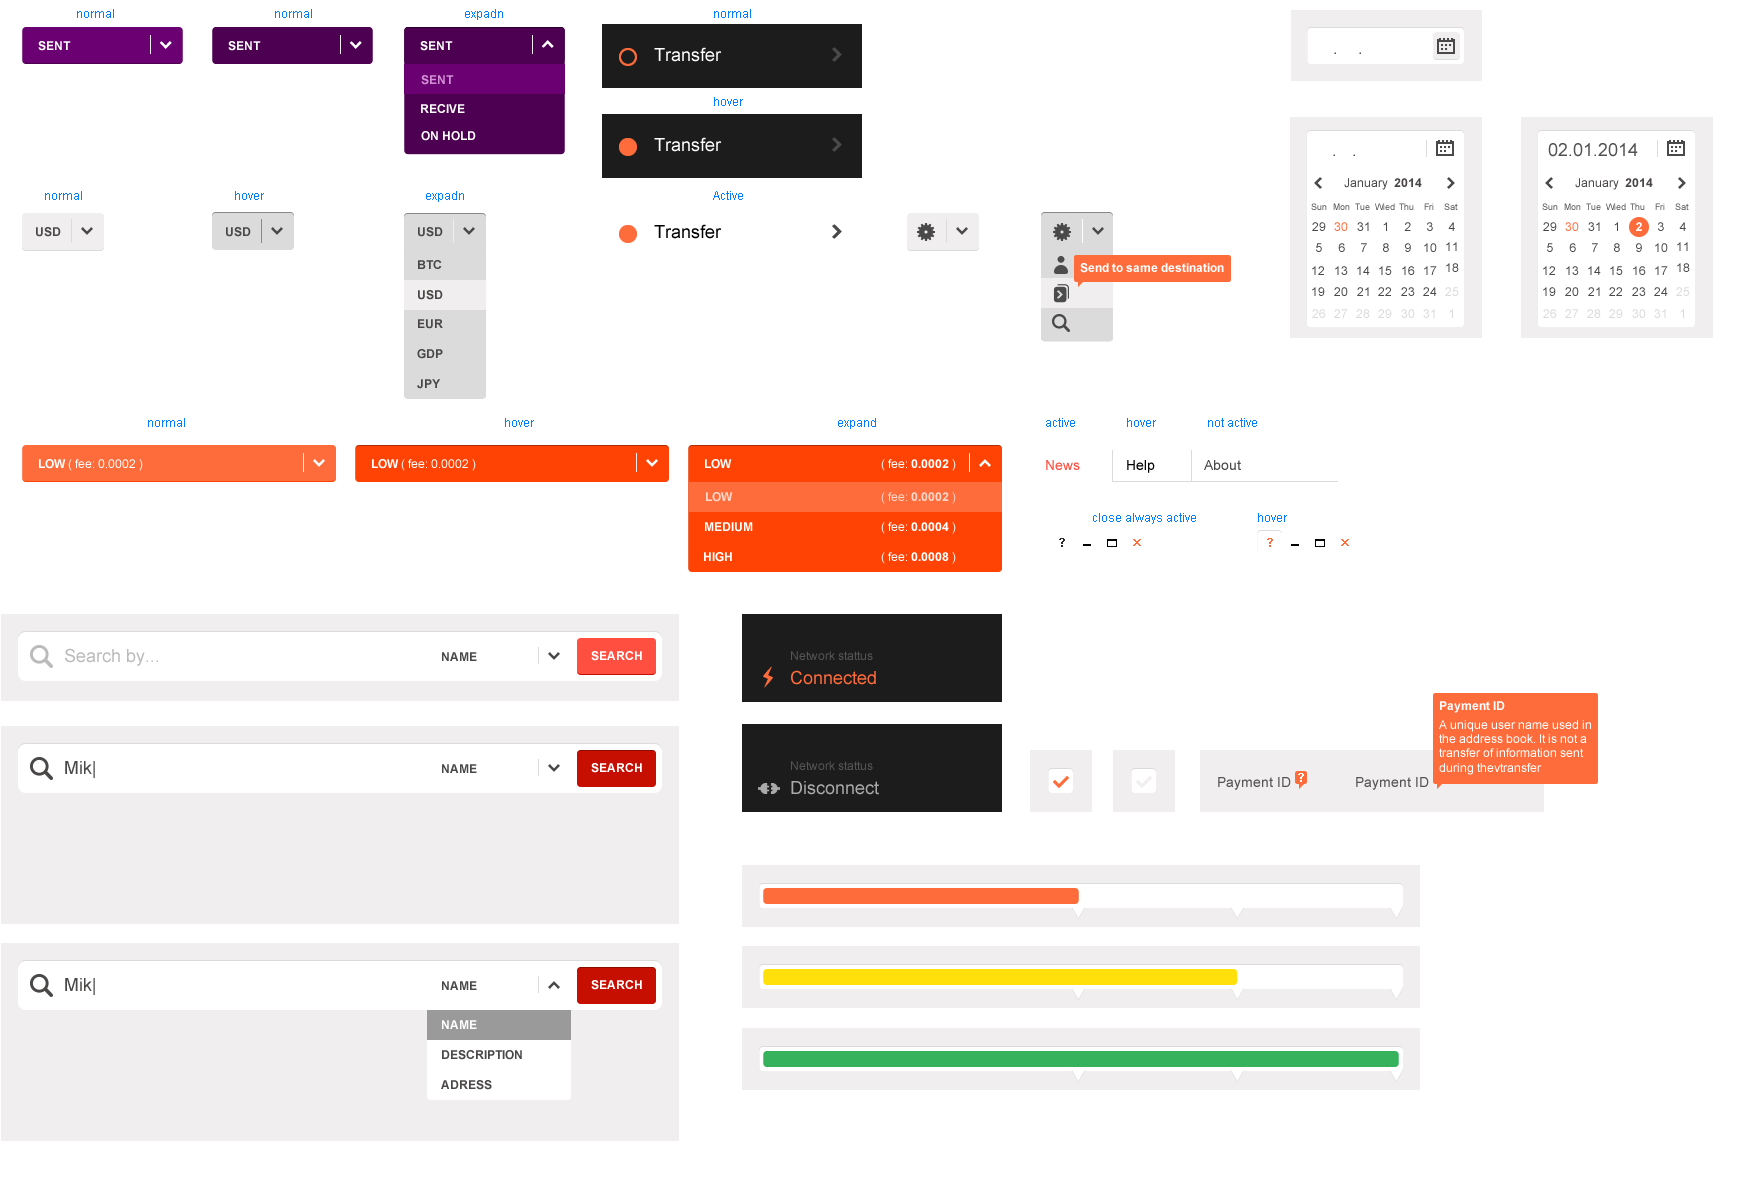 normal
normal
expadn
normal
SENT
SENT
SENT
SENT
RECIVE
ON HOLD
Transfer
hover
Transfer
Active
Transfer
normal
hover
expadn
USD
USD
USD
BTC
USD
EUR
GDP
JPY
Send to same destination
. .
. .
January 2014
Sun Mon Tue Wed Thu Fri Sat
29 30 31 1 2 3 4
5 6 7 8 9 10 11
12 13 14 15 16 17 18
19 20 21 22 23 24 25
26 27 28 29 30 31 1
02.01.2014
January 2014
Sun Mon Tue Wed Thu Fri Sat
29 30 31 1 2 3 4
5 6 7 8 9 10 11
12 13 14 15 16 17 18
19 20 21 22 23 24 25
26 27 28 29 30 31 1
normal
hover
expand
LOW ( fee: 0.0002 )
LOW ( fee: 0.0002 )
LOW ( fee: 0.0002 )
LOW ( fee: 0.0002 )
MEDIUM ( fee: 0.0004 )
HIGH ( fee: 0.0008 )
active
hover
not active
News
Help
About
close always active
hover
?
?
Search by...
NAME
SEARCH
Mik|
NAME
SEARCH
Mik|
NAME
SEARCH
NAME
DESCRIPTION
ADRESS
Network stattus
Connected
Network stattus
Disconnect
Payment ID ?
Payment ID
Payment ID
A unique user name used in
the address book. It is not a
transfer of information sent
during thevtransfer